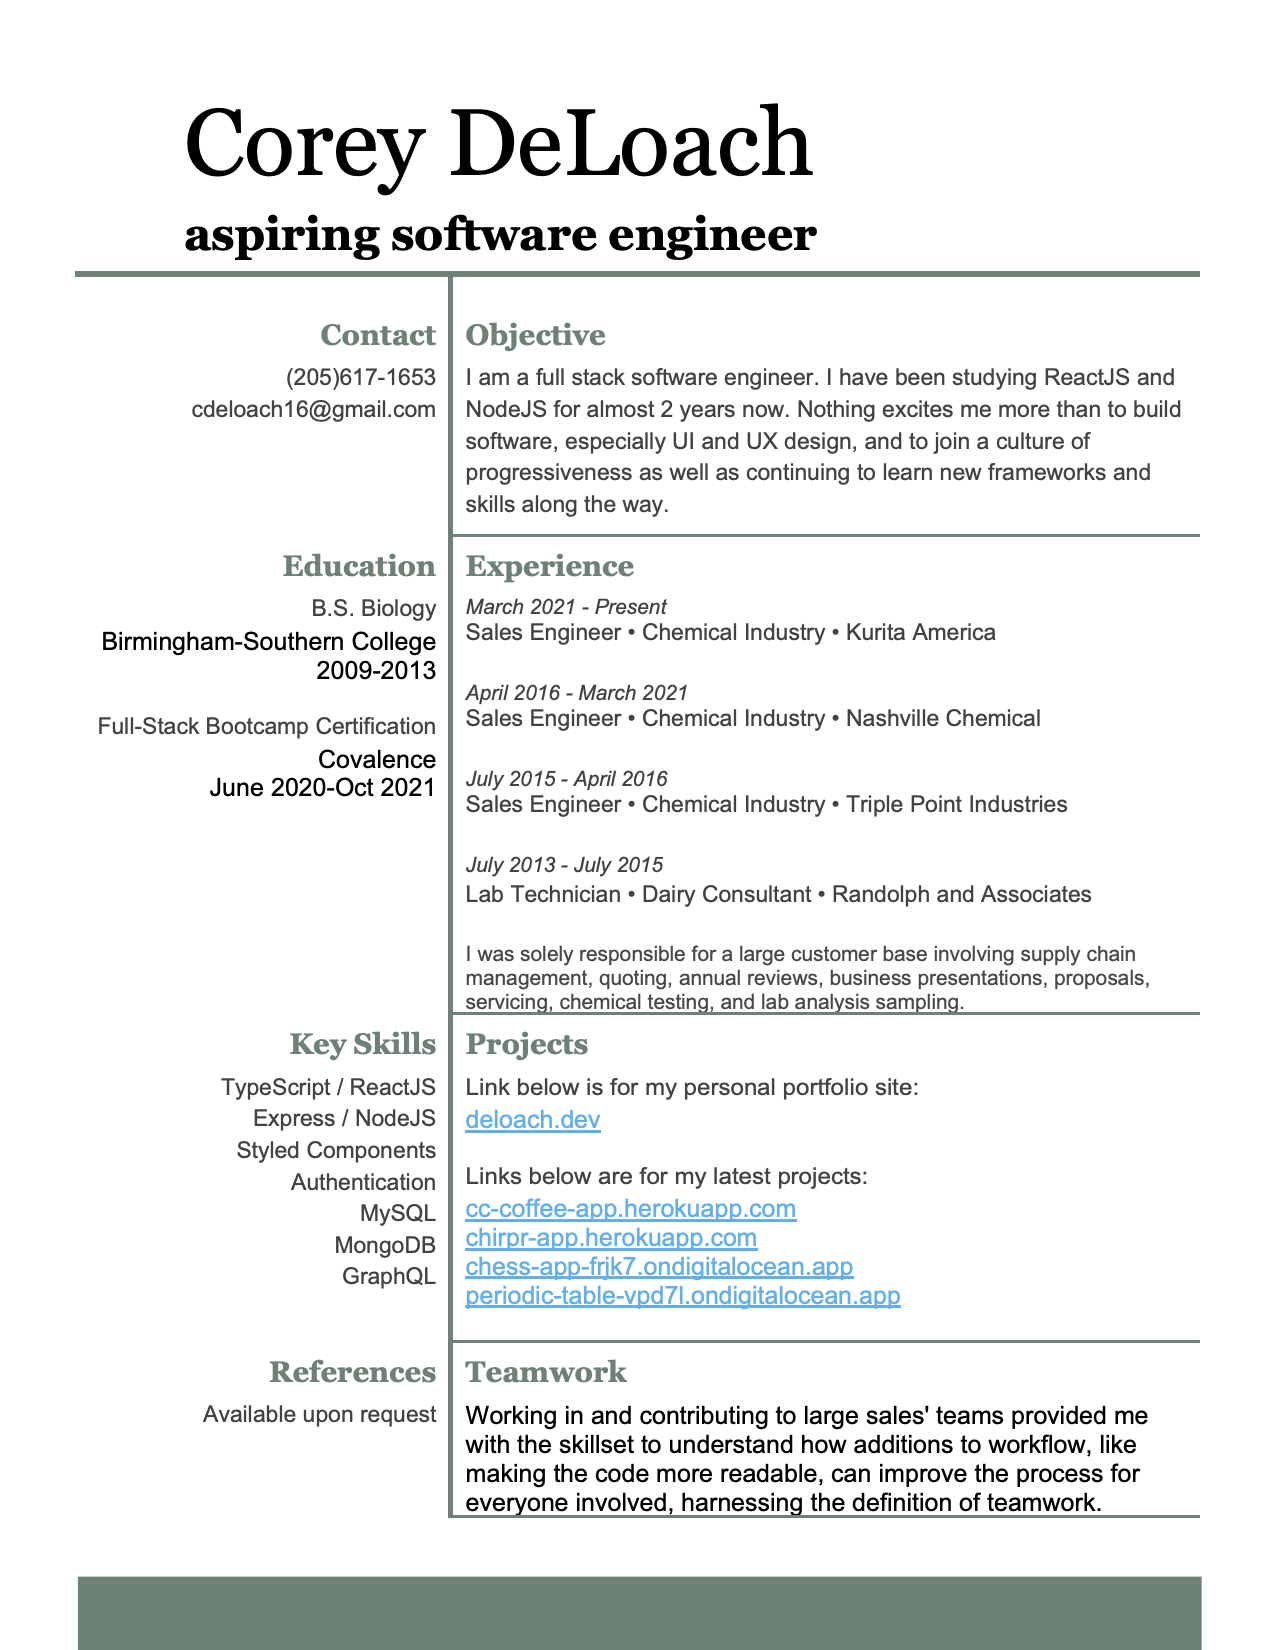 Corey DeLoach
aspiring software engineer
Contact
(205)617-1653
cdeloach16@gmail.com
Objective
I am a full stack software engineer. I have been studying ReactJS and
NodeJS for almost 2 years now. Nothing excites me more than to build
software, especially UI and UX design, and to join a culture of
progressiveness as well as continuing to learn new frameworks and
skills along the way.
Education
B.S. Biology
Birmingham-Southern College
2009-2013
Full-Stack Bootcamp Certification
Covalence
June 2020-Oct 2021
Experience
March 2021 - Present
Sales Engineer • Chemical Industry • Kurita America
April 2016 - March 2021
Sales Engineer • Chemical Industry • Nashville Chemical
July 2015 - April 2016
Sales Engineer • Chemical Industry • Triple Point Industries
July 2013 - July 2015
Lab Technician • Dairy Consultant • Randolph and Associates
I was solely responsible for a large customer base involving supply chain
management, quoting, annual reviews, business presentations, proposals,
servicing, chemical testing, and lab analysis sampling.
Key Skills
TypeScript / ReactJS
Express / NodeJS
Styled Components
Authentication
MySQL
MongoDB
GraphQL
Projects
Link below is for my personal portfolio site:
deloach.dev
Links below are for my latest projects:
cc-coffee-app.herokuapp.com
chirpr-app.herokuapp.com
chess-app-frjk7.ondigitalocean.app
periodic-table-vpd7l.ondigitalocean.app
References
Available upon request
Teamwork
Working in and contributing to large sales' teams provided me
with the skillset to understand how additions to workflow, like
making the code more readable, can improve the process for
everyone involved, harnessing the definition of teamwork.